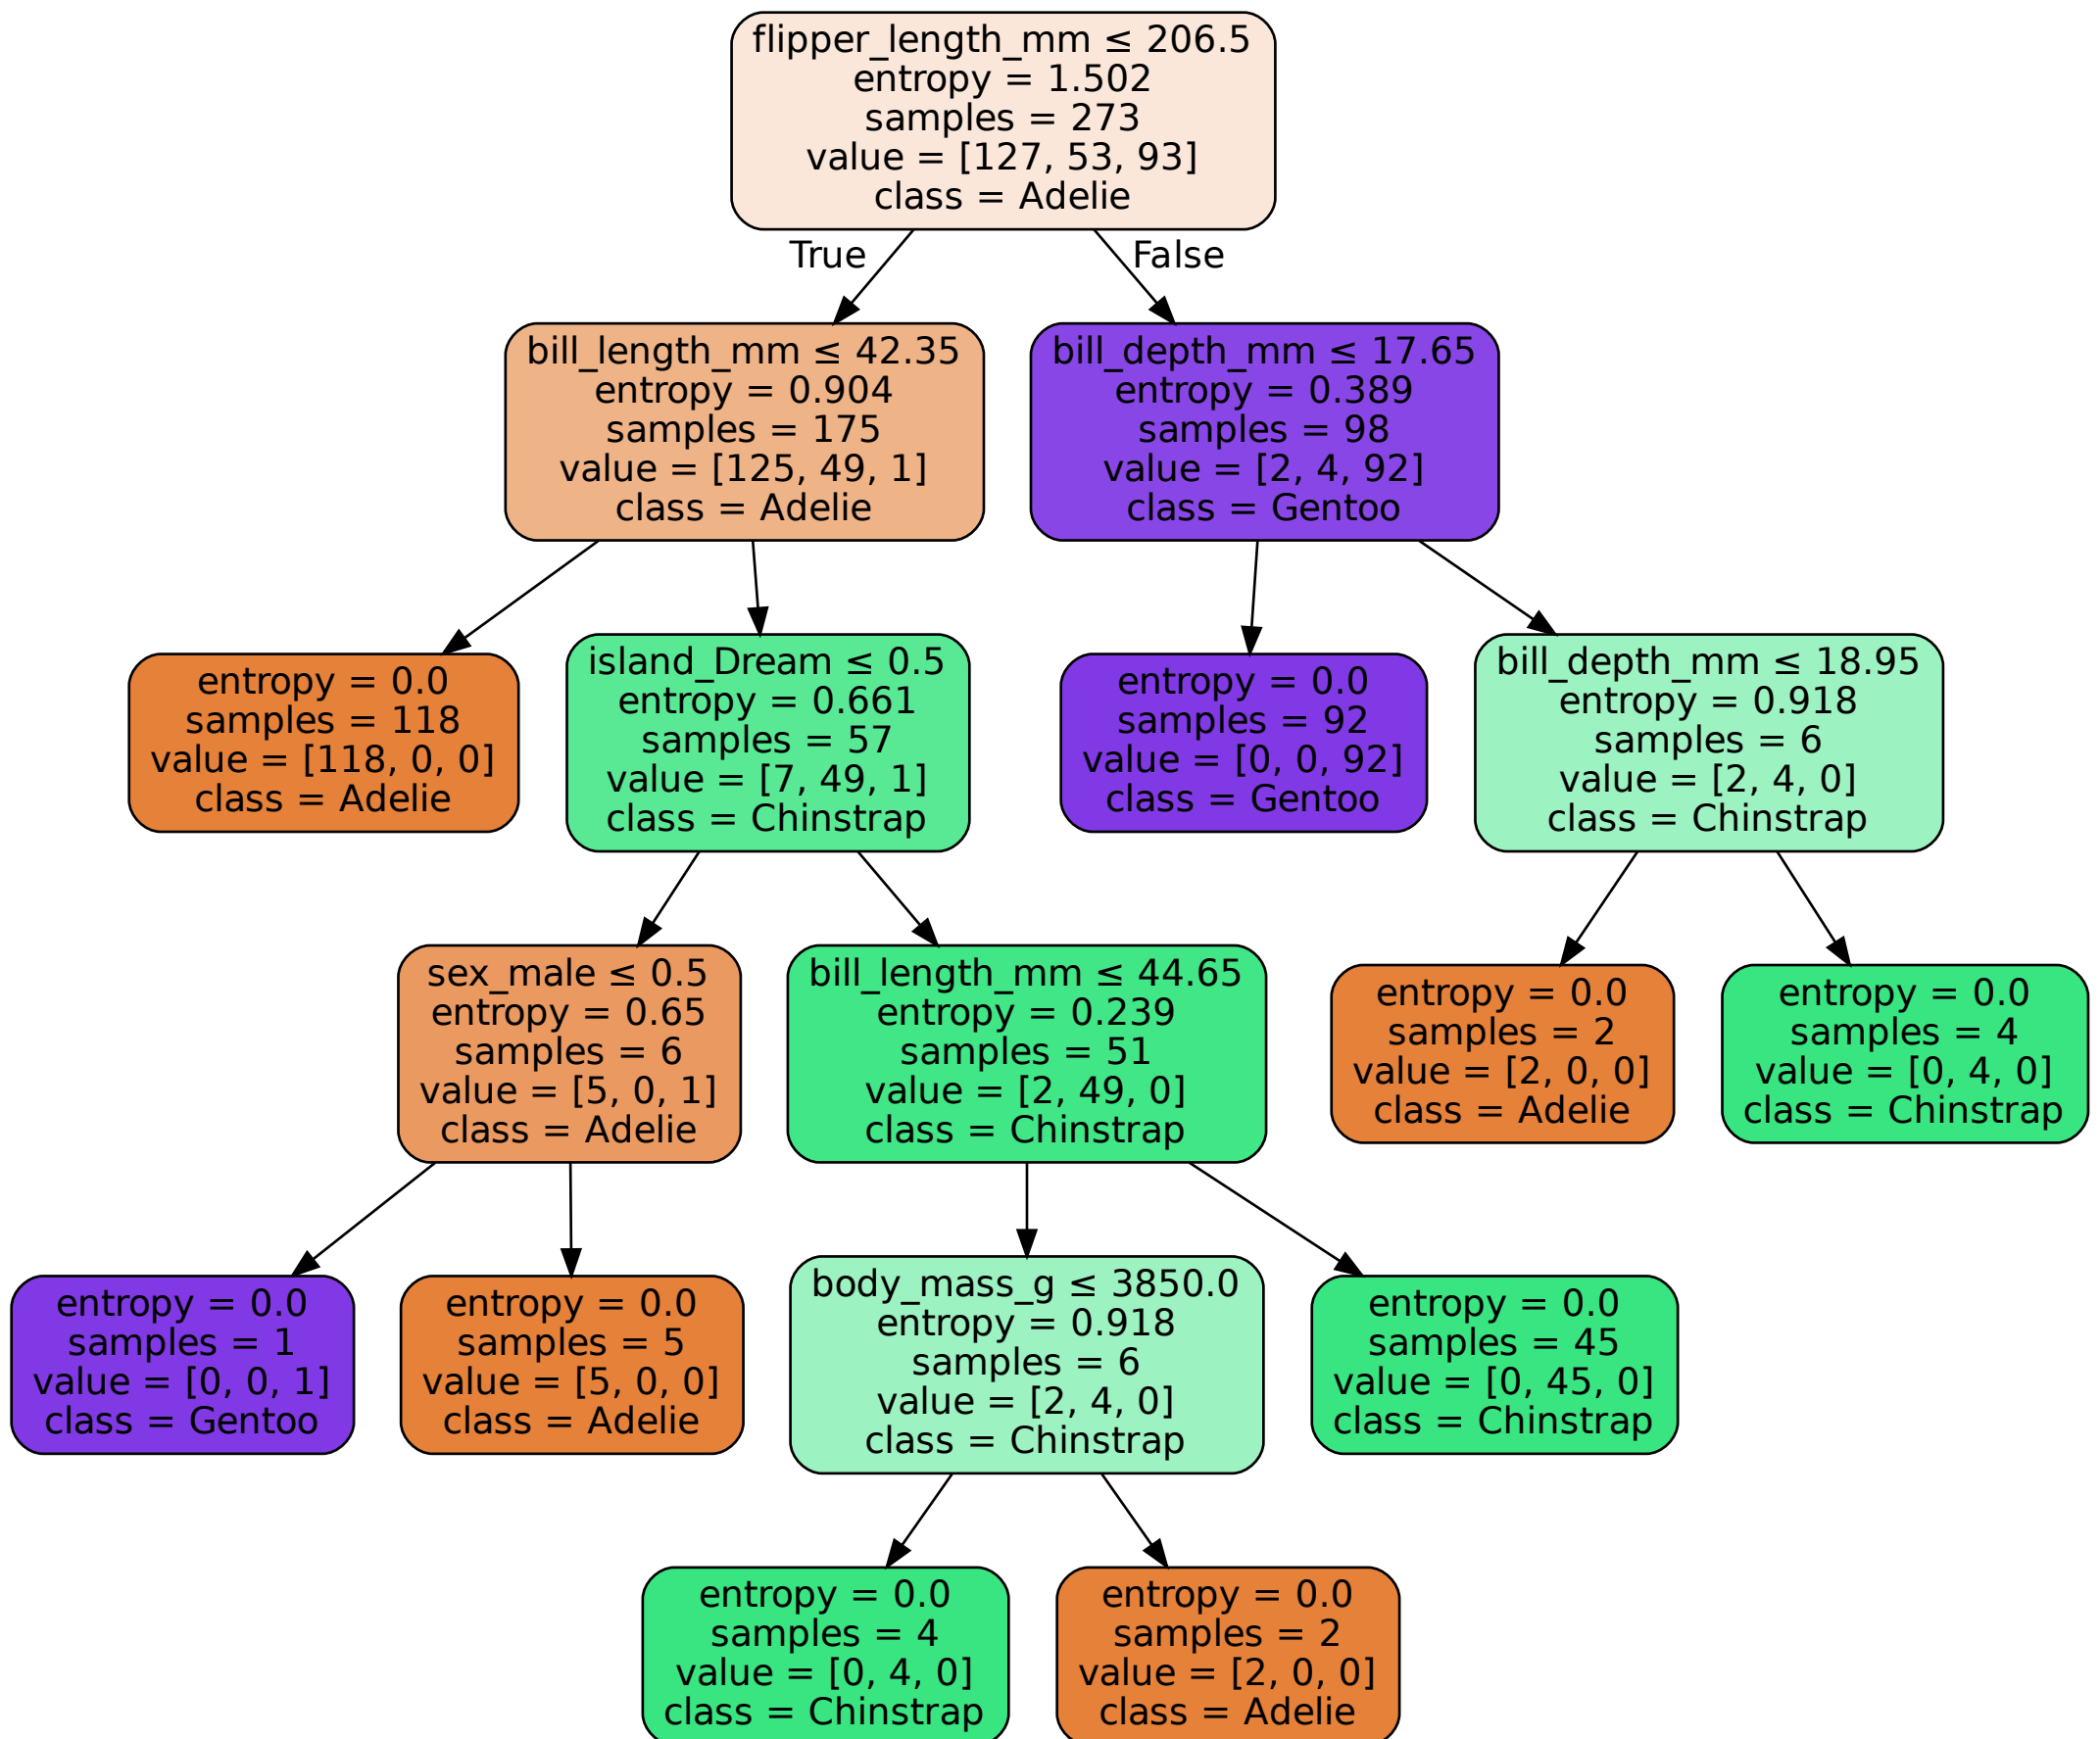 flipper_length_mm ≤ 206.5
entropy = 1.502
samples = 273
value = [127, 53, 93]
class = Adelie
True
False
bill_length_mm ≤ 42.35
entropy = 0.904
samples = 175
value = [125, 49, 1]
class = Adelie
bill_depth_mm ≤ 17.65
entropy = 0.389
samples = 98
value = [2, 4, 92]
class = Gentoo
entropy = 0.0
samples = 118
value = [118, 0, 0]
class = Adelie
island_Dream ≤ 0.5
entropy = 0.661
samples = 57
value = [7, 49, 1]
class = Chinstrap
entropy = 0.0
samples = 92
value = [0, 0, 92]
class = Gentoo
bill_depth_mm ≤ 18.95
entropy = 0.918
samples = 6
value = [2, 4, 0]
class = Chinstrap
sex_male ≤ 0.5
entropy = 0.65
samples = 6
value = [5, 0, 1]
class = Adelie
bill_length_mm ≤ 44.65
entropy = 0.239
samples = 51
value = [2, 49, 0]
class = Chinstrap
entropy = 0.0
samples = 2
value = [2, 0, 0]
class = Adelie
entropy = 0.0
samples = 4
value = [0, 4, 0]
class = Chinstrap
entropy = 0.0
samples = 1
value = [0, 0, 1]
class = Gentoo
entropy = 0.0
samples = 5
value = [5, 0, 0]
class = Adelie
body_mass_g ≤ 3850.0
entropy = 0.918
samples = 6
value = [2, 4, 0]
class = Chinstrap
entropy = 0.0
samples = 45
value = [0, 45, 0]
class = Chinstrap
entropy = 0.0
samples = 4
value = [0, 4, 0]
class = Chinstrap
entropy = 0.0
samples = 2
value = [2, 0, 0]
class = Adelie